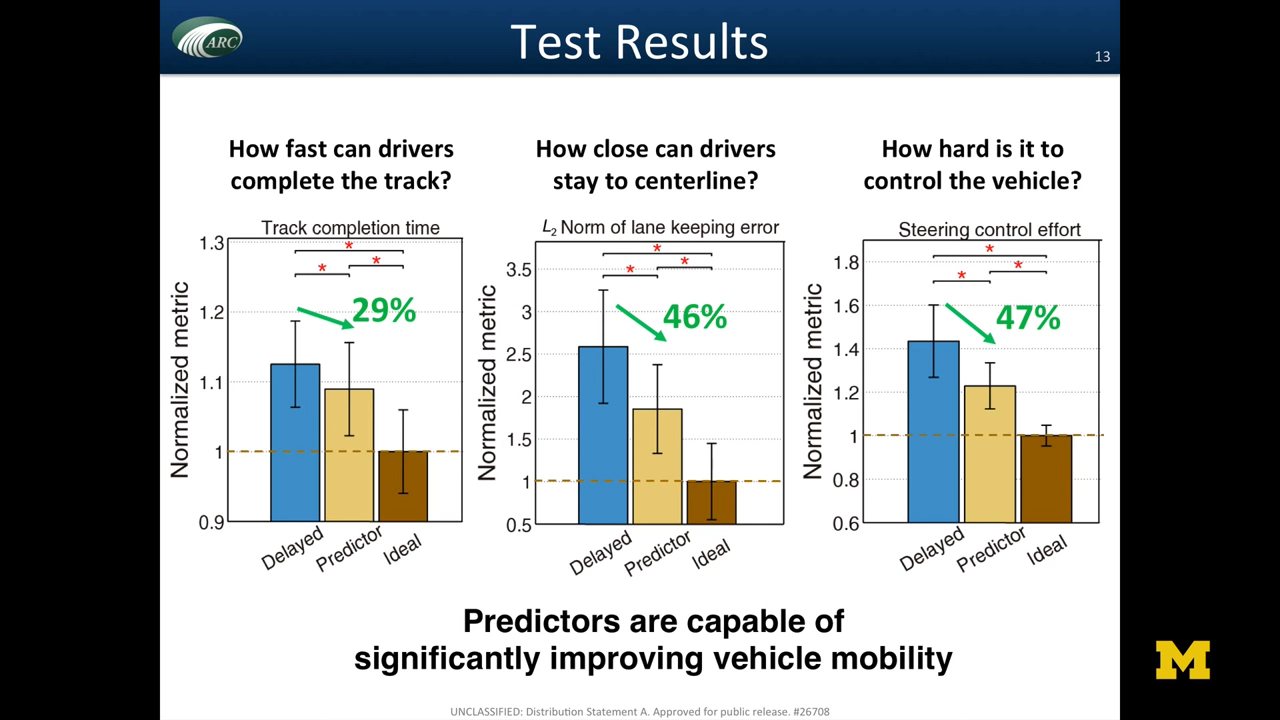 ARC
Test Results
13
How fast can drivers
complete the track?
How close can drivers
stay to centerline?
How hard is it to
control the vehicle?
Track completion time
Normalized metric
1.3
1.2
1.1
1
0.9
*
*
*
29%
Delayed
Predictor
Ideal
L2 Norm of lane keeping error
Normalized metric
3.5
3
2.5
2
1.5
1
0.5
*
*
*
46%
Delayed
Predictor
Ideal
Steering control effort
Normalized metric
1.8
1.6
1.4
1.2
1
0.8
0.6
*
*
*
47%
Delayed
Predictor
Ideal
Predictors are capable of
significantly improving vehicle mobility
M
UNCLASSIFIED: Distribution Statement A. Approved for public release. #26708